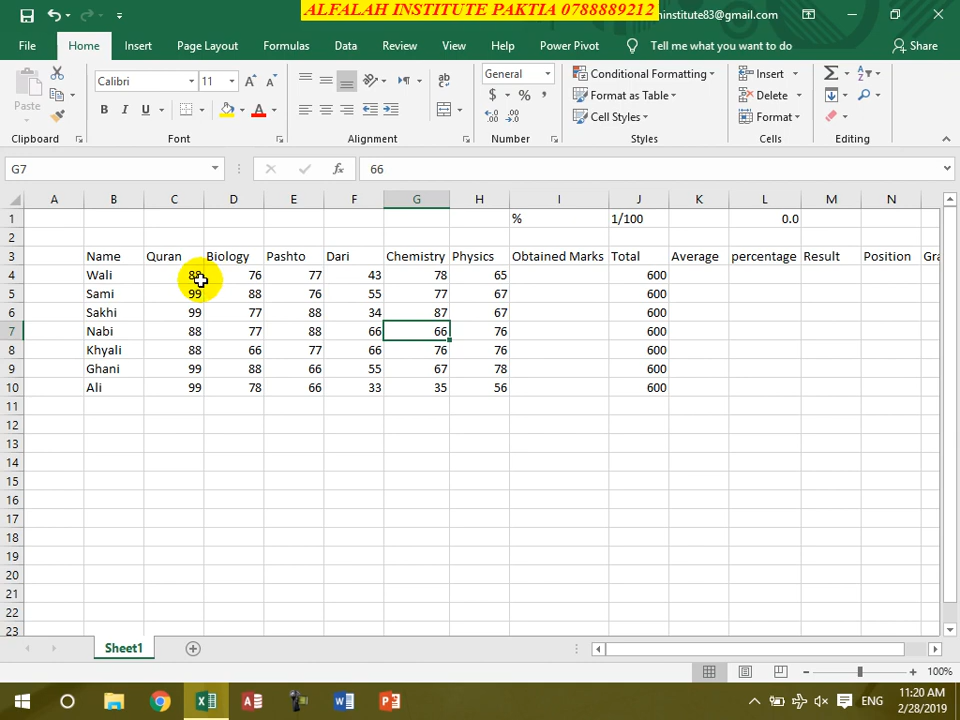 ALFALAH INSTITUTE PAKTIA 0788889212
ninstitute83@gmail.com
File Home Insert Page Layout Formulas Data Review View Help Power Pivot Tell me what you want to do Share
Paste Calibri 11 B I U General $ % , Conditional Formatting Format as Table Cell Styles Insert Delete Format
Clipboard Font Alignment Number Styles Cells Editing
G7 fx 66
A B C D E F G H I J K L M N
1 % 1/100 0.0
2
3 Name Quran Biology Pashto Dari Chemistry Physics Obtained Marks Total Average percentage Result Position Gra
4 Wali 88 76 77 43 78 65 600
5 Sami 99 88 76 55 77 67 600
6 Sakhi 99 77 88 34 87 67 600
7 Nabi 88 77 88 66 66 76 600
8 Khyali 88 66 77 66 76 76 600
9 Ghani 99 88 66 55 67 78 600
10 Ali 99 78 66 33 35 56 600
11
12
13
14
15
16
17
18
19
20
21
22
23
Sheet1
100%
ENG 11:20 AM
2/28/2019